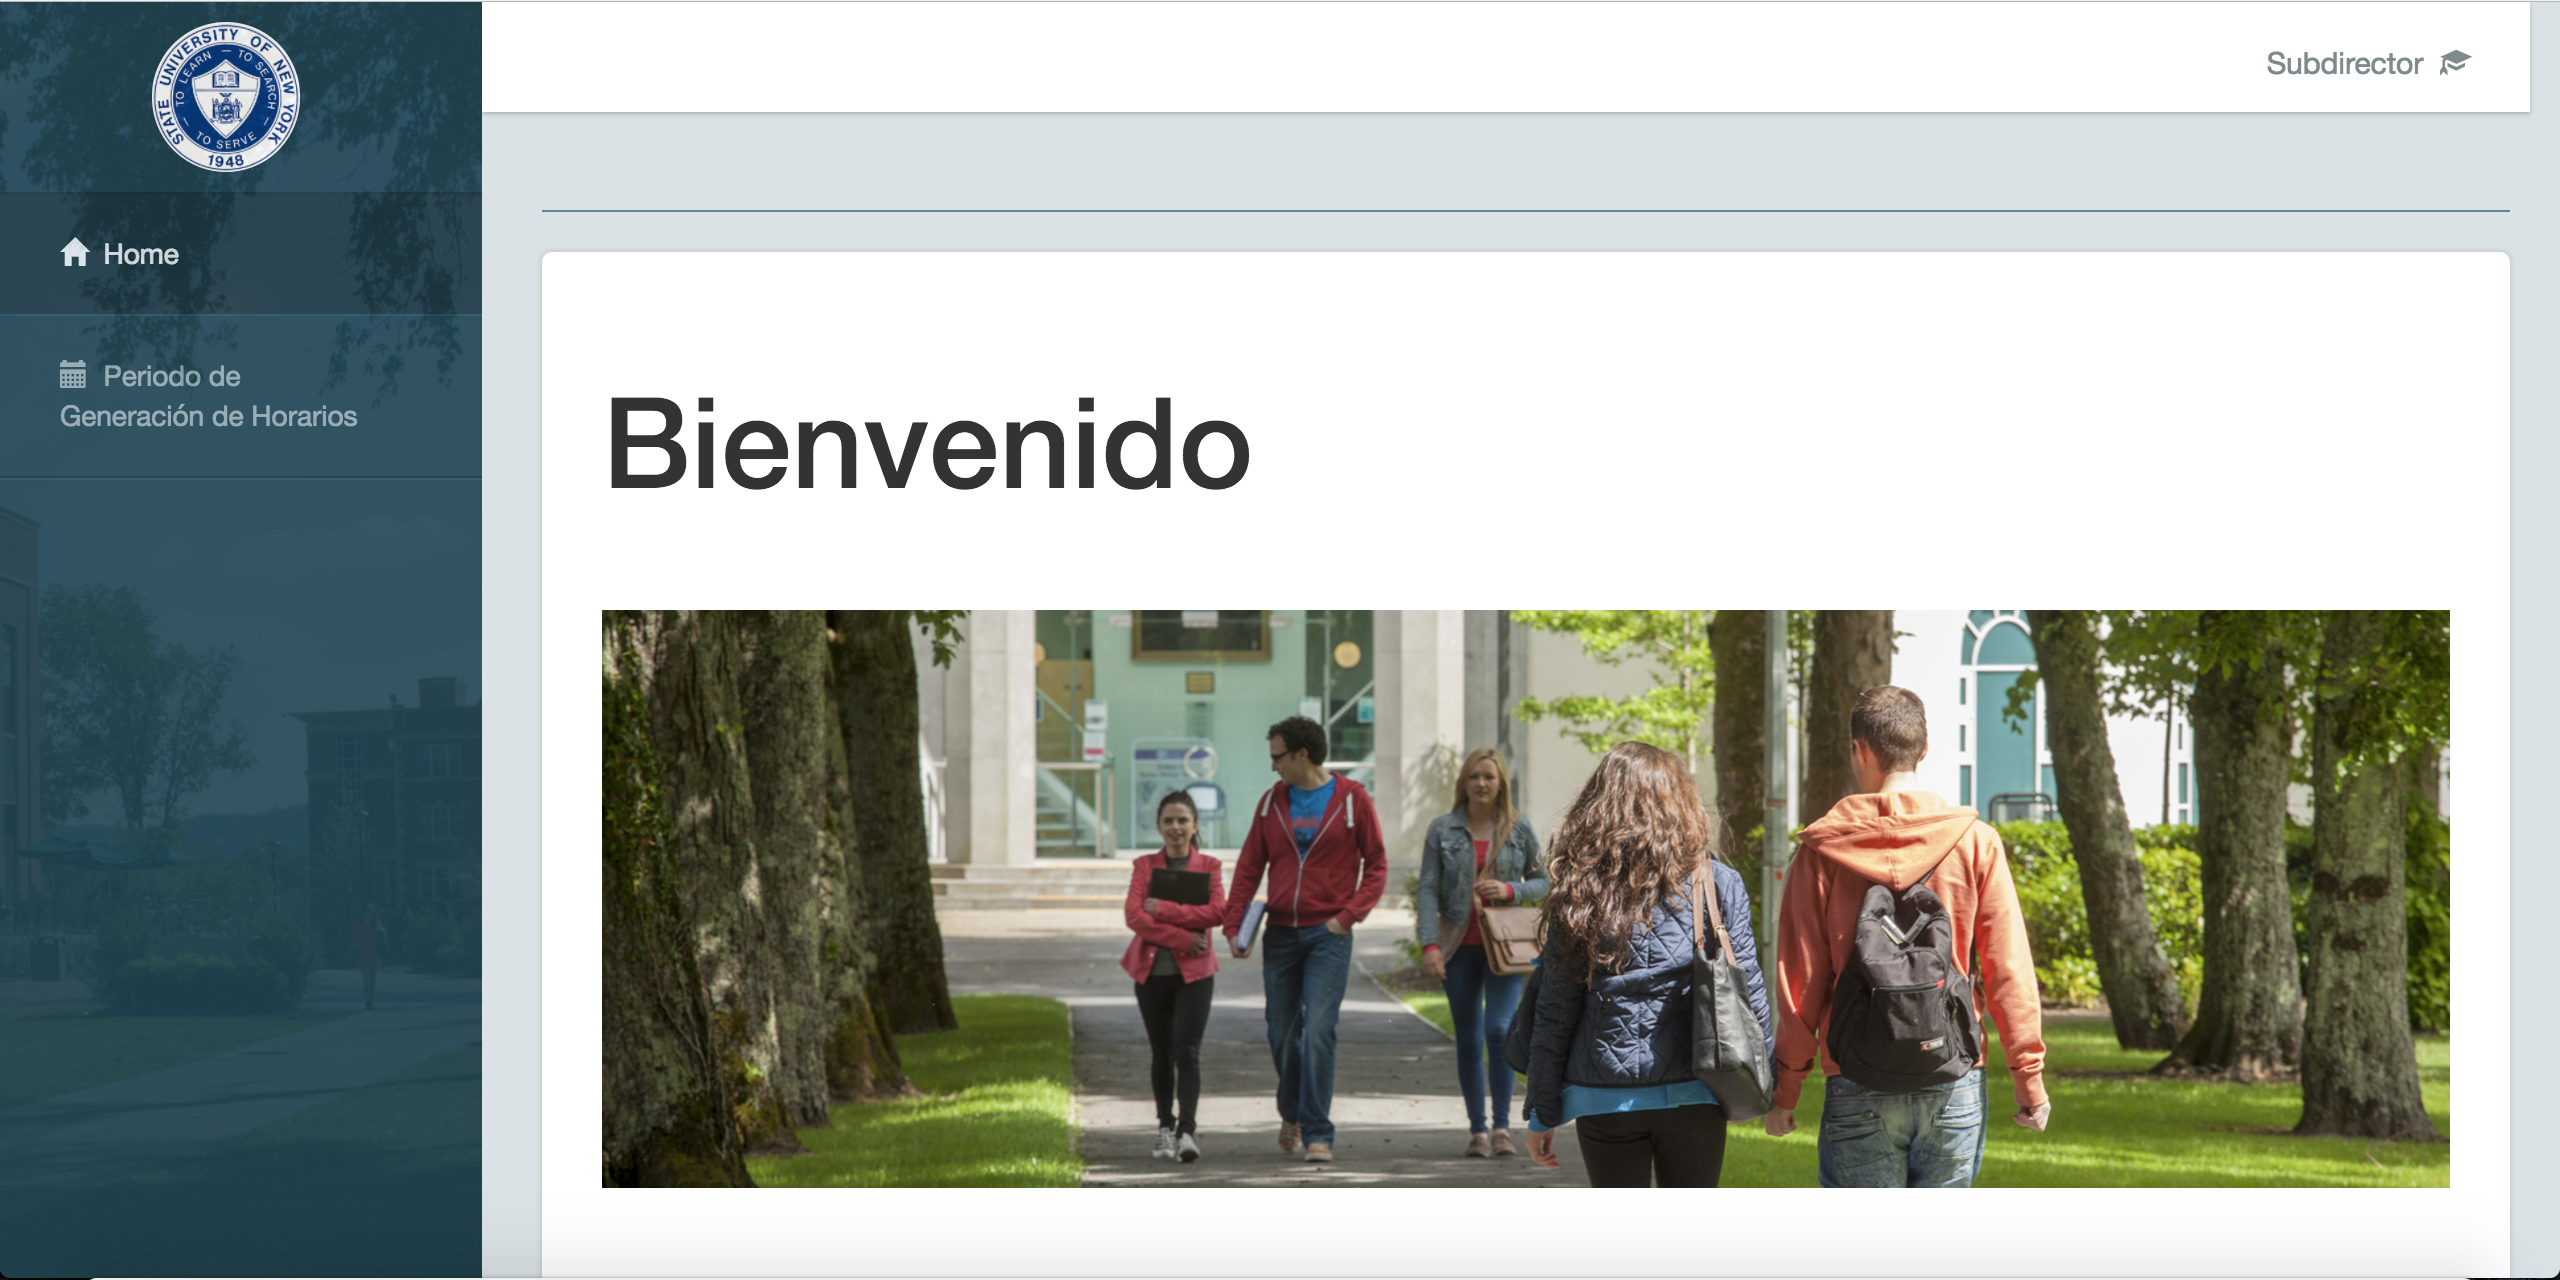 STATE UNIVERSITY OF NEW YORK
TO LEARN — TO SEARCH — TO SERVE
1948
Subdirector
Home
Periodo de
Generación de Horarios
Bienvenido